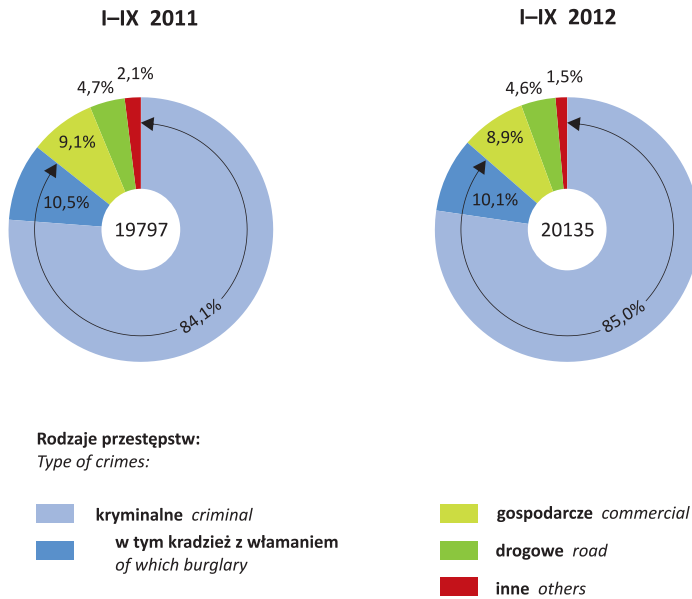 I–IX 2011
2,1%
4,7%
9,1%
10,5%
19797
84,1%
I–IX 2012
1,5%
4,6%
8,9%
10,1%
20135
85,0%
Rodzaje przestępstw:
Type of crimes:
kryminalne criminal
w tym kradzież z włamaniem
of which burglary
gospodarcze commercial
drogowe road
inne others